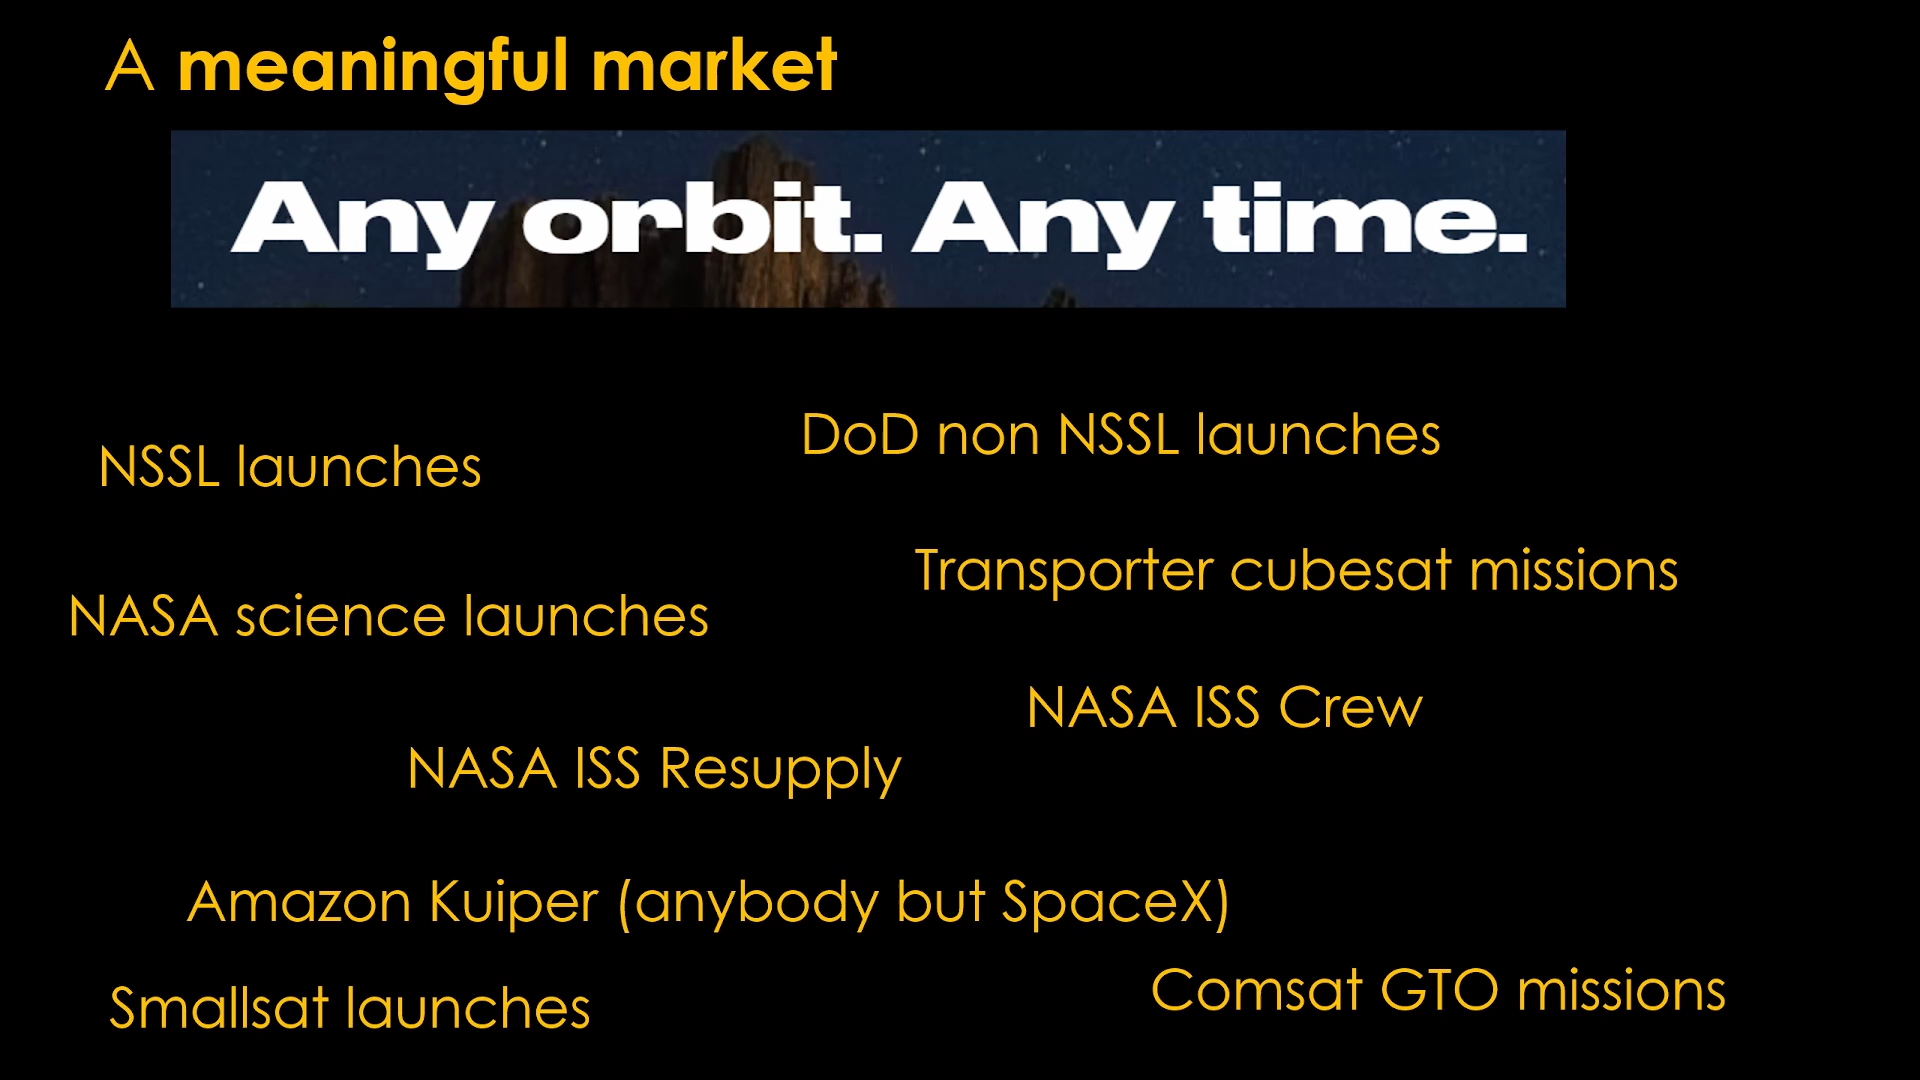 A meaningful market
Any orbit. Any time.
DoD non NSSL launches
NSSL launches
Transporter cubesat missions
NASA science launches
NASA ISS Crew
NASA ISS Resupply
Amazon Kuiper (anybody but SpaceX)
Comsat GTO missions
Smallsat launches